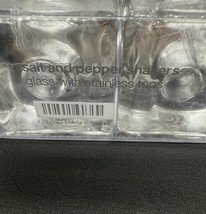 salt and pepper shakers
glass with stainless tops